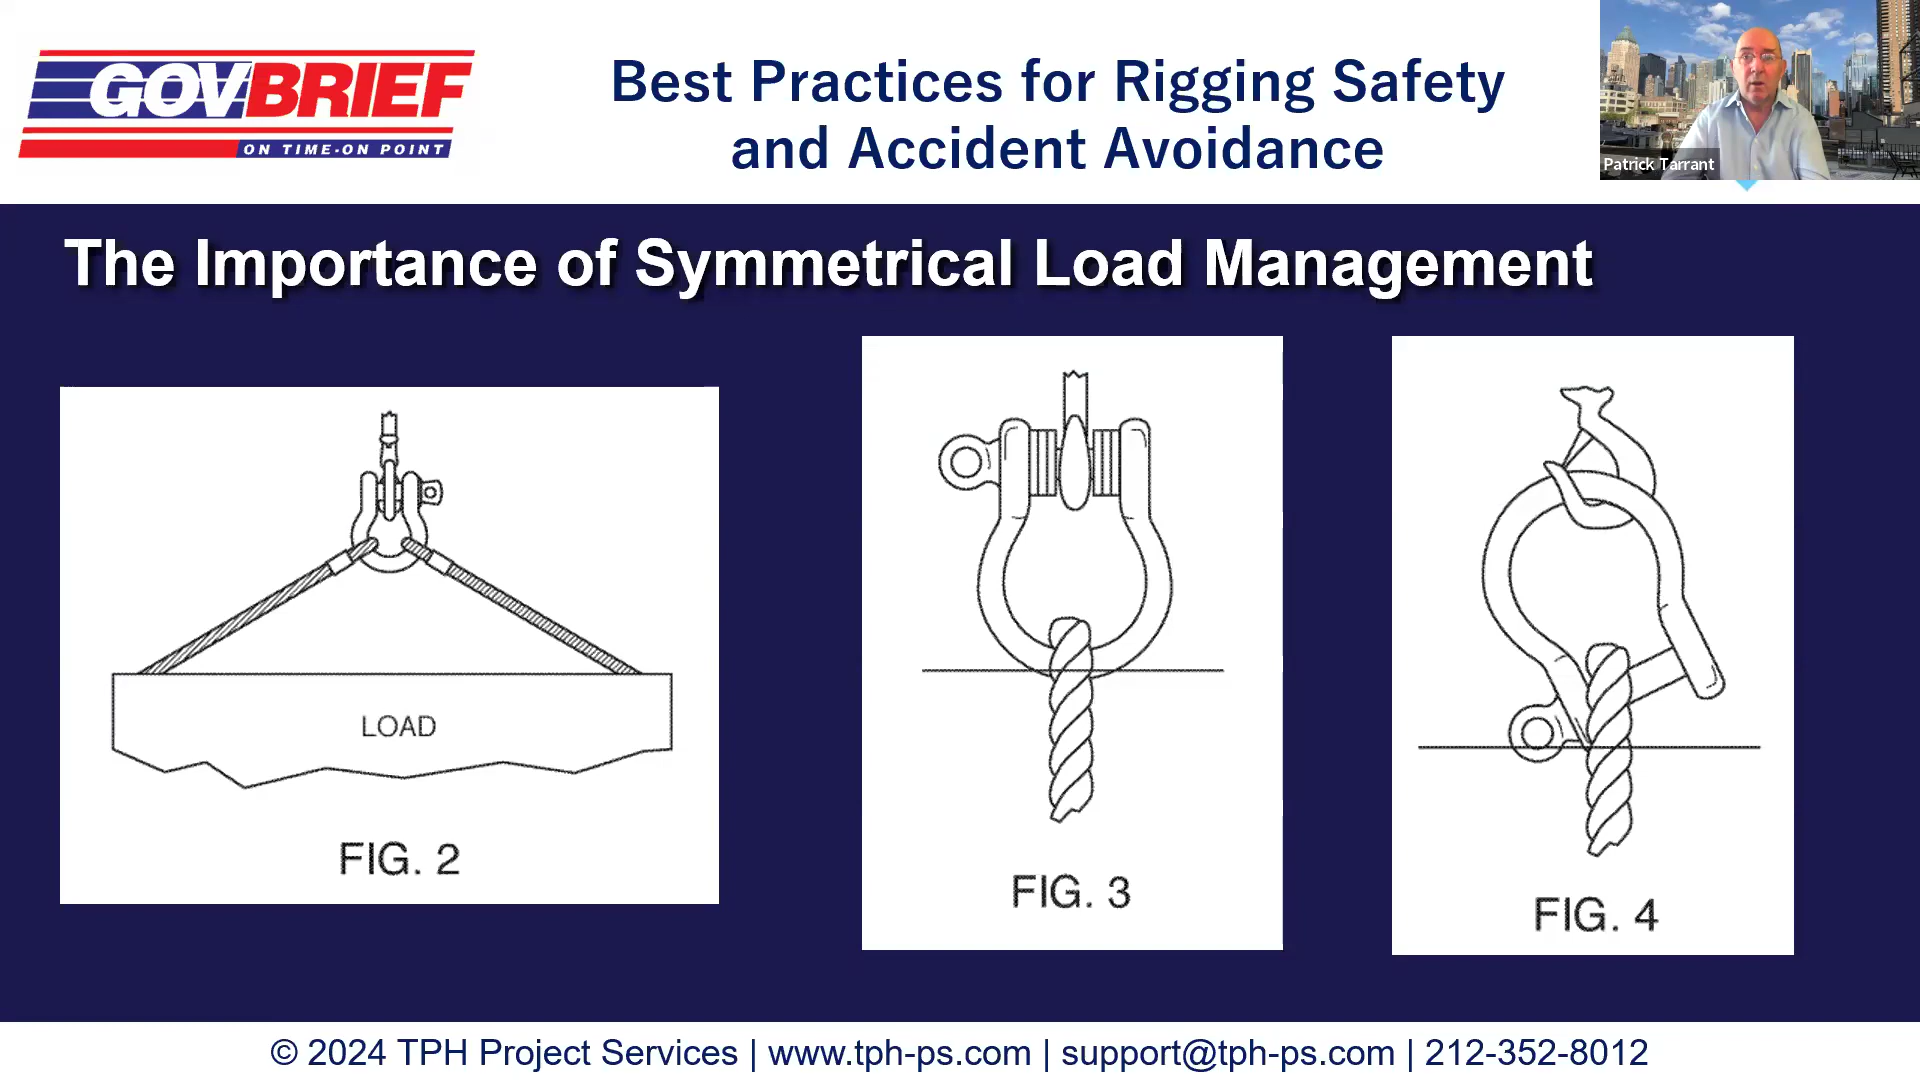 GOVBRIEF
ON TIME-ON POINT
Best Practices for Rigging Safety
and Accident Avoidance
Patrick Tarrant
The Importance of Symmetrical Load Management
LOAD
FIG. 2
FIG. 3
FIG. 4
© 2024 TPH Project Services | www.tph-ps.com | support@tph-ps.com | 212-352-8012